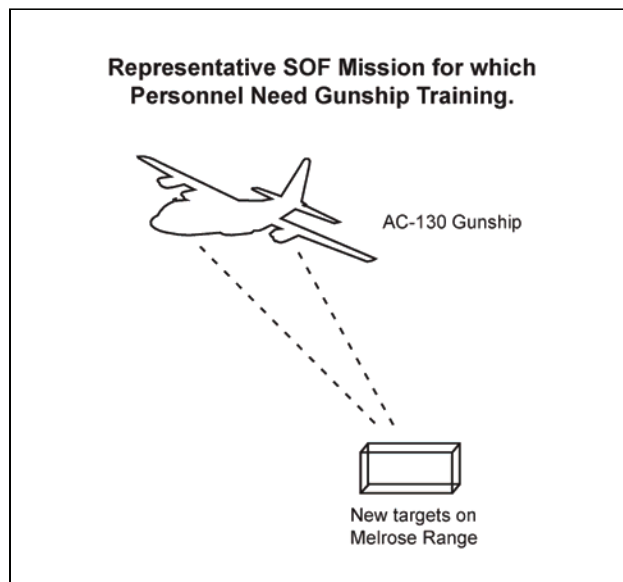 Representative SOF Mission for which
Personnel Need Gunship Training.
AC-130 Gunship
New targets on
Melrose Range